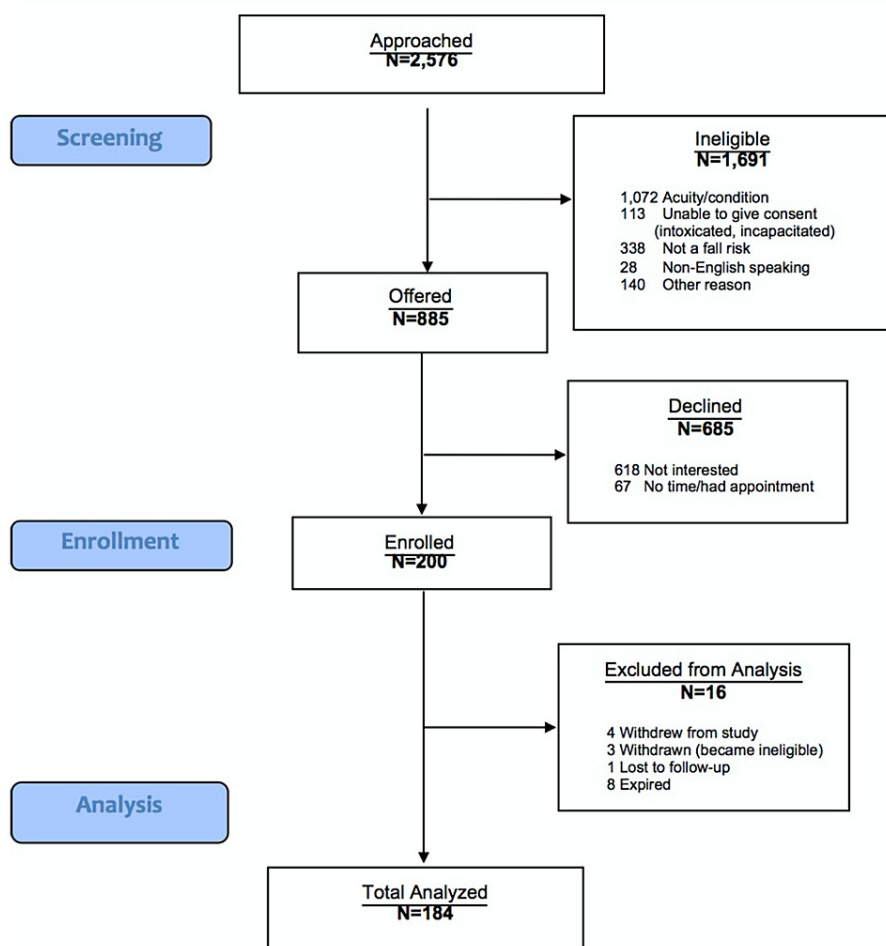 Approached
N=2,576
Screening
Ineligible
N=1,691
1,072 Acuity/condition
113 Unable to give consent
(intoxicated, incapacitated)
338 Not a fall risk
28 Non-English speaking
140 Other reason
Offered
N=885
Declined
N=685
618 Not interested
67 No time/had appointment
Enrollment
Enrolled
N=200
Excluded from Analysis
N=16
4 Withdrew from study
3 Withdrawn (became ineligible)
1 Lost to follow-up
8 Expired
Analysis
Total Analyzed
N=184